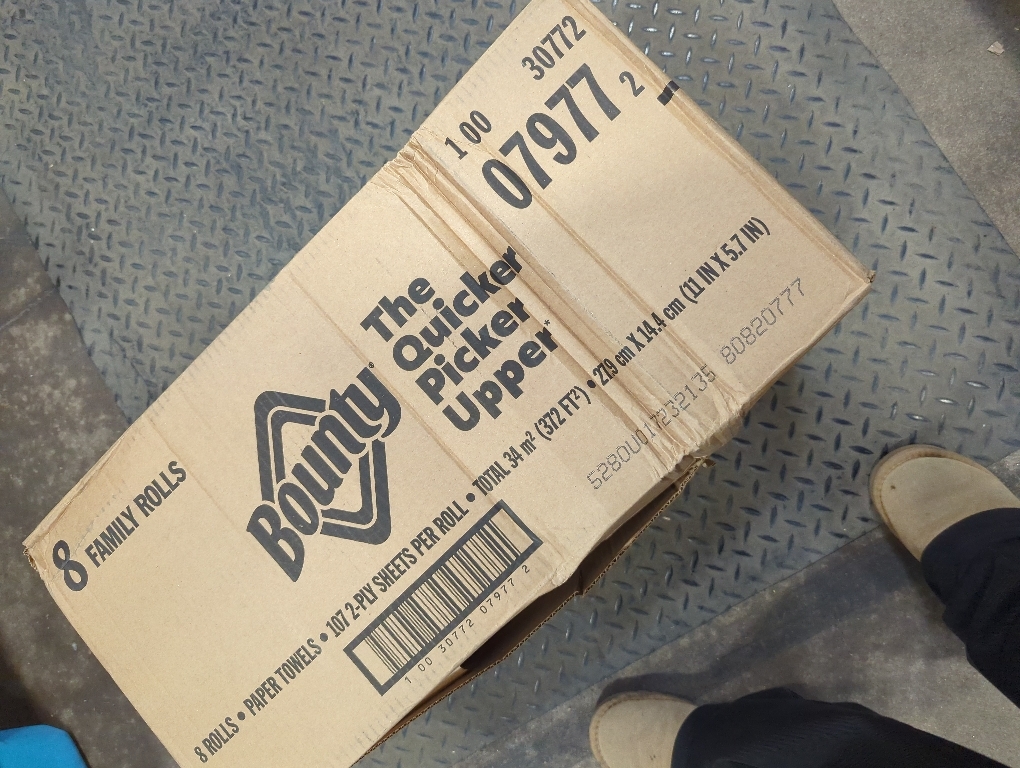 1 00 30772
07977 2
The
Quicker
Picker
Upper*
Bounty®
8 FAMILY ROLLS
8 ROLLS • PAPER TOWELS • 107 2-PLY SHEETS PER ROLL • TOTAL 34 m² (372 FT²) • 27,9 cm X 14,4 cm (11 IN X 5.7 IN)
5280U017232135 80820777
1 00 30772 07977 2